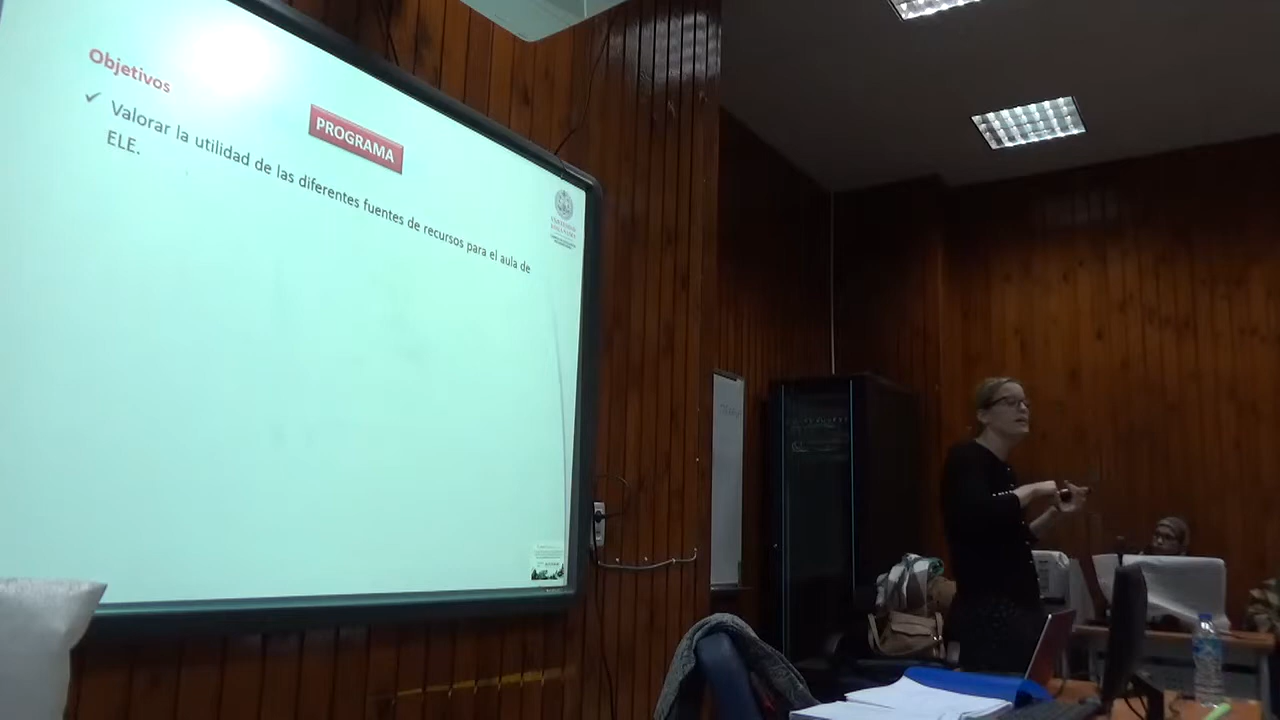 Objetivos
PROGRAMA
✓ Valorar la utilidad de las diferentes fuentes de recursos para el aula de
ELE.